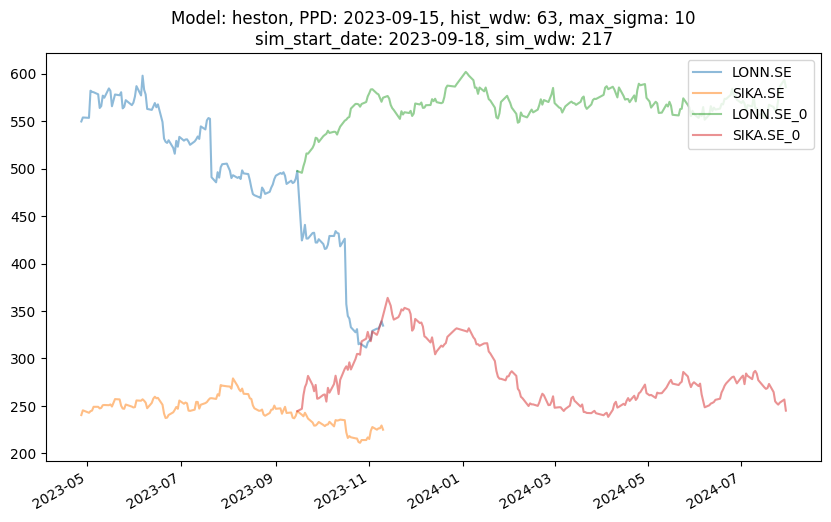 Model: heston, PPD: 2023-09-15, hist_wdw: 63, max_sigma: 10
sim_start_date: 2023-09-18, sim_wdw: 217
LONN.SE
SIKA.SE
LONN.SE_0
SIKA.SE_0
600
550
500
450
400
350
300
250
200
2023-05
2023-07
2023-09
2023-11
2024-01
2024-03
2024-05
2024-07